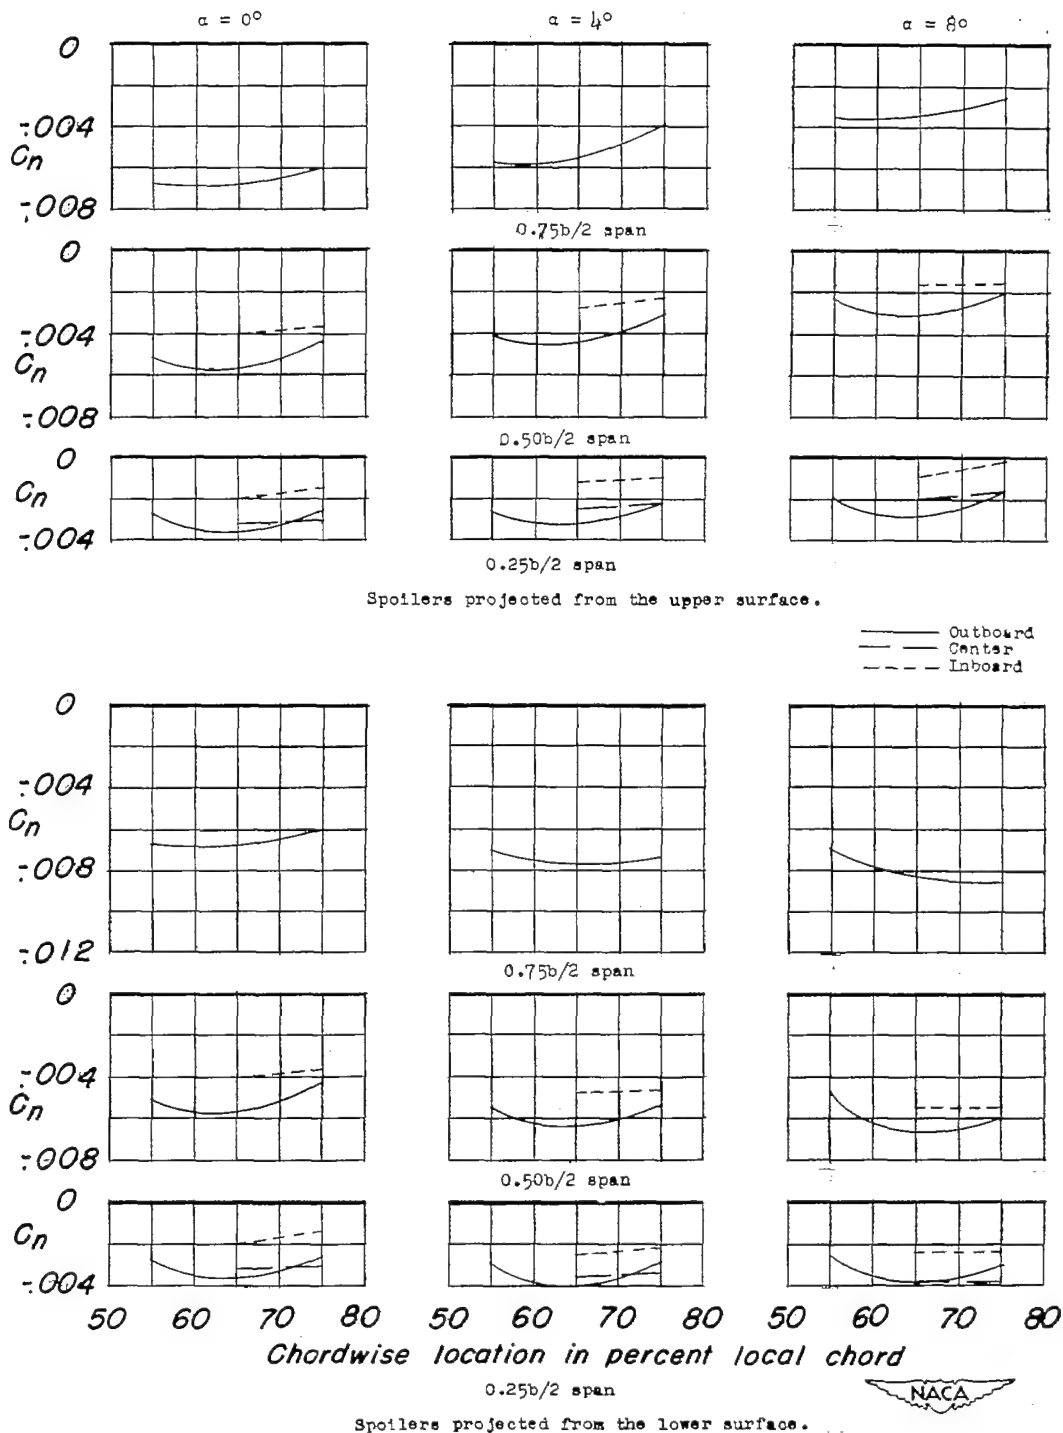 α = 0°
α = 4°
α = 8°
0
-.004
Cn
-.008
0.75b/2 span
0
-.004
Cn
-.008
0.50b/2 span
0
Cn
-.004
0.25b/2 span
Spoilers projected from the upper surface.
Outboard
Center
Inboard
0
-.004
Cn
-.008
-.012
0.75b/2 span
0
-.004
Cn
-.008
0.50b/2 span
0
Cn
-.004
50 60 70 80 50 60 70 80 50 60 70 80
Chordwise location in percent local chord
0.25b/2 span
NACA
Spoilers projected from the lower surface.